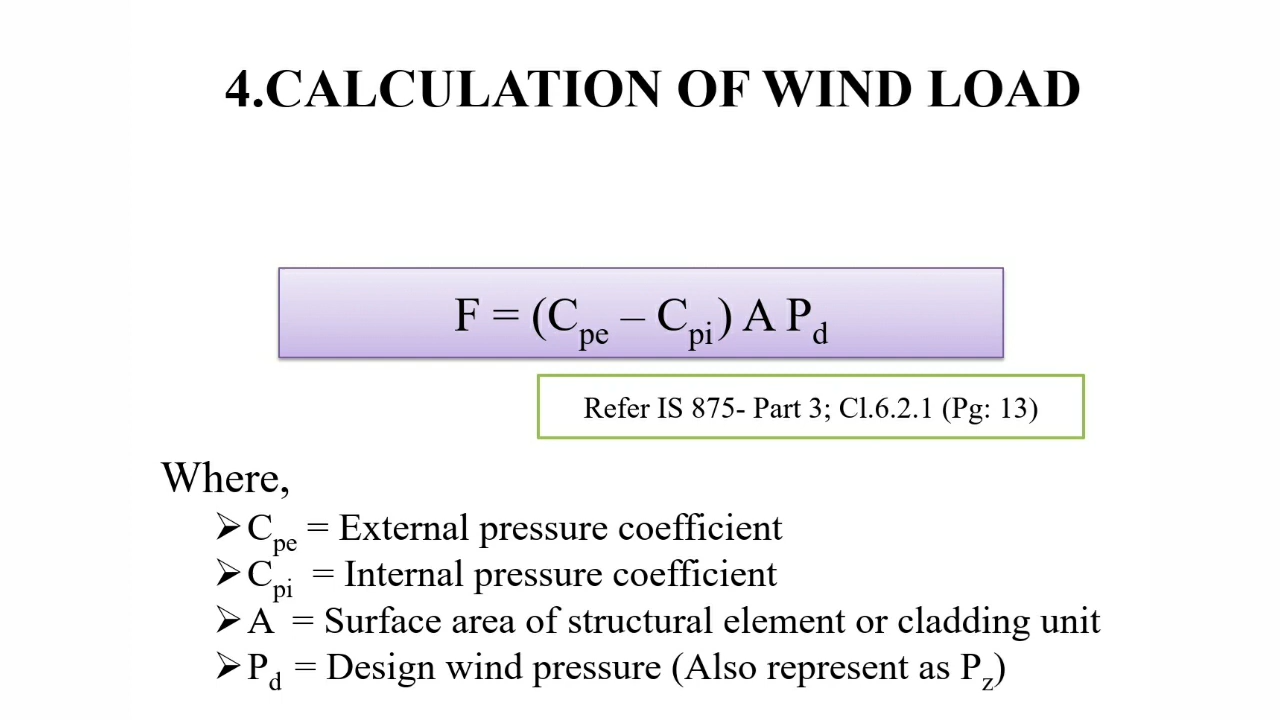 4.CALCULATION OF WIND LOAD
F = (Cpe – Cpi) A Pd
Refer IS 875- Part 3; Cl.6.2.1 (Pg: 13)
Where,
➢Cpe = External pressure coefficient
➢Cpi = Internal pressure coefficient
➢A = Surface area of structural element or cladding unit
➢Pd = Design wind pressure (Also represent as Pz)